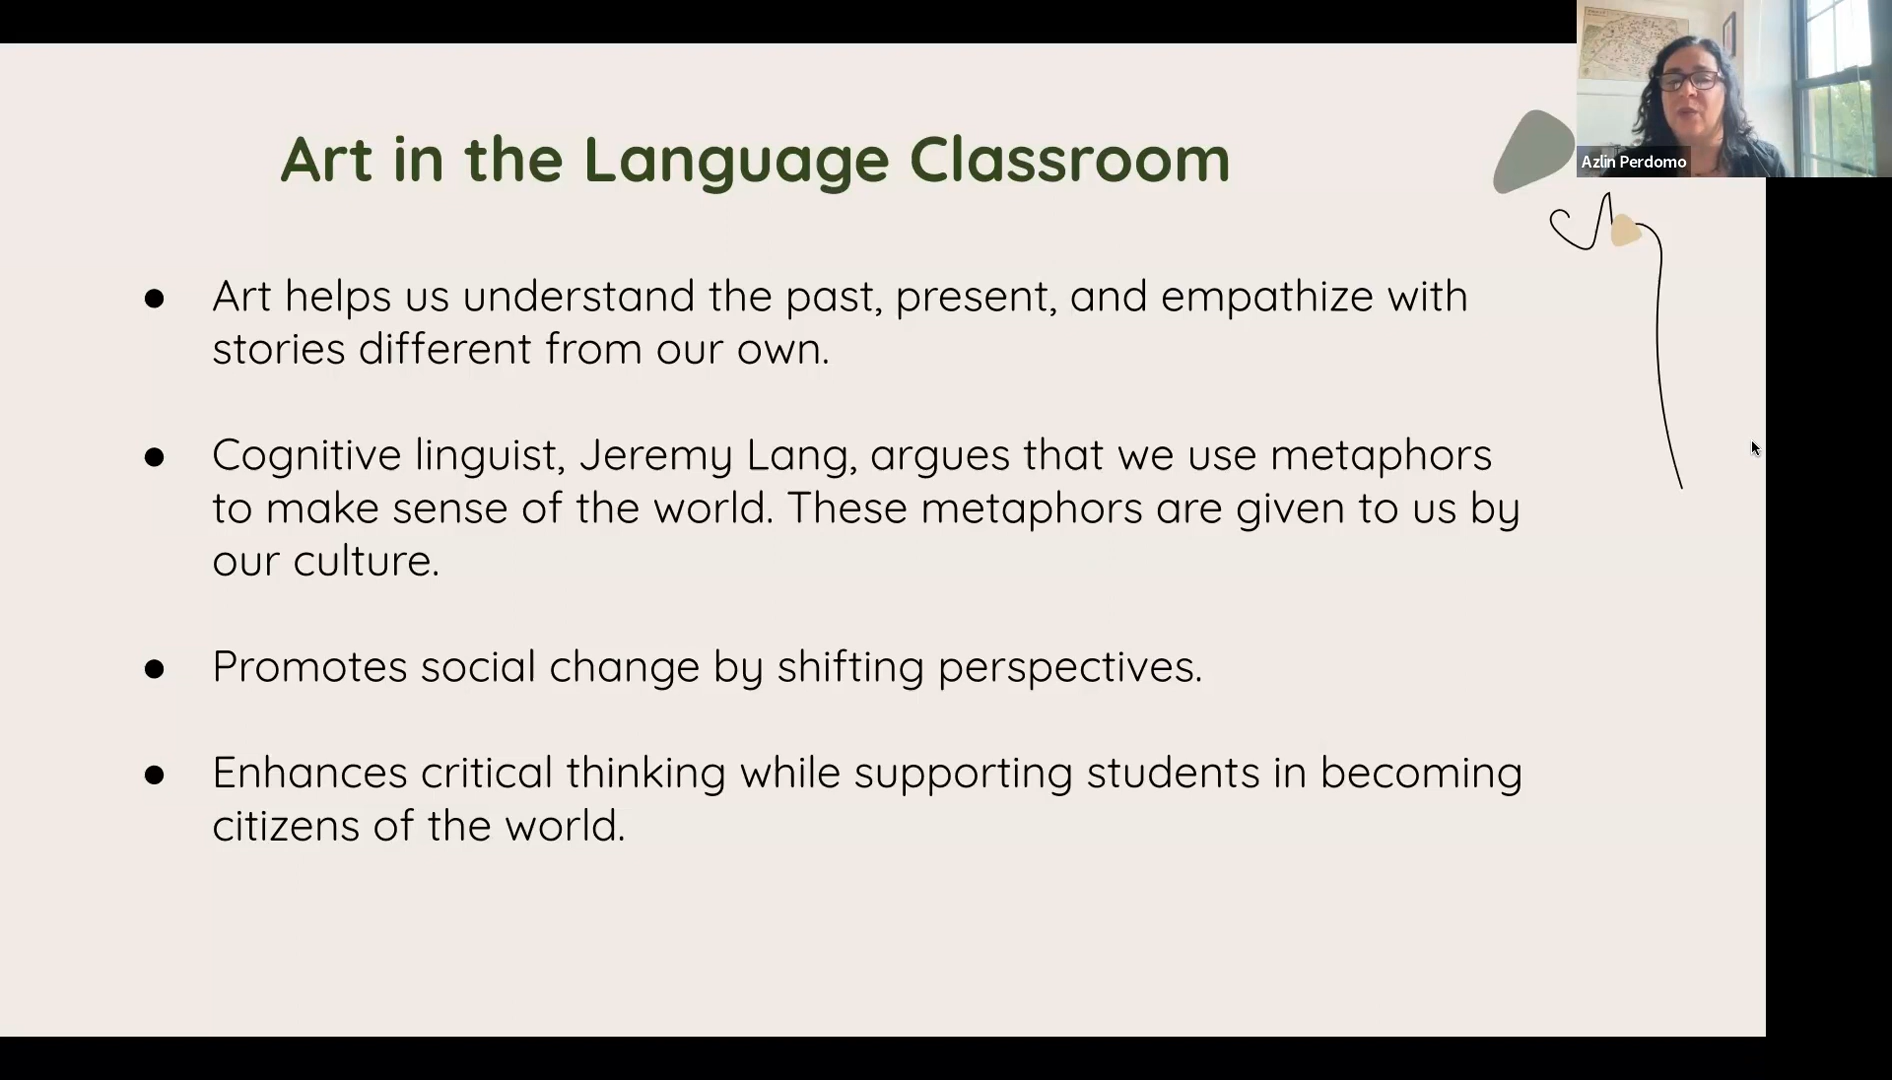 Art in the Language Classroom
Azlin Perdomo
● Art helps us understand the past, present, and empathize with
stories different from our own.
● Cognitive linguist, Jeremy Lang, argues that we use metaphors
to make sense of the world. These metaphors are given to us by
our culture.
● Promotes social change by shifting perspectives.
● Enhances critical thinking while supporting students in becoming
citizens of the world.